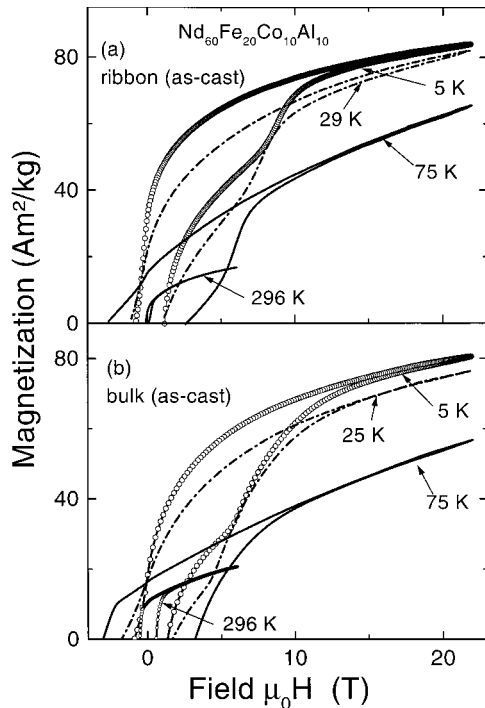 Nd₆₀Fe₂₀Co₁₀Al₁₀
(a)
ribbon (as-cast)
80
40
0
5 K
29 K
75 K
296 K
(b)
bulk (as-cast)
80
40
0
5 K
25 K
75 K
296 K
0 10 20
Magnetization (Am²/kg)
Field μ₀H (T)